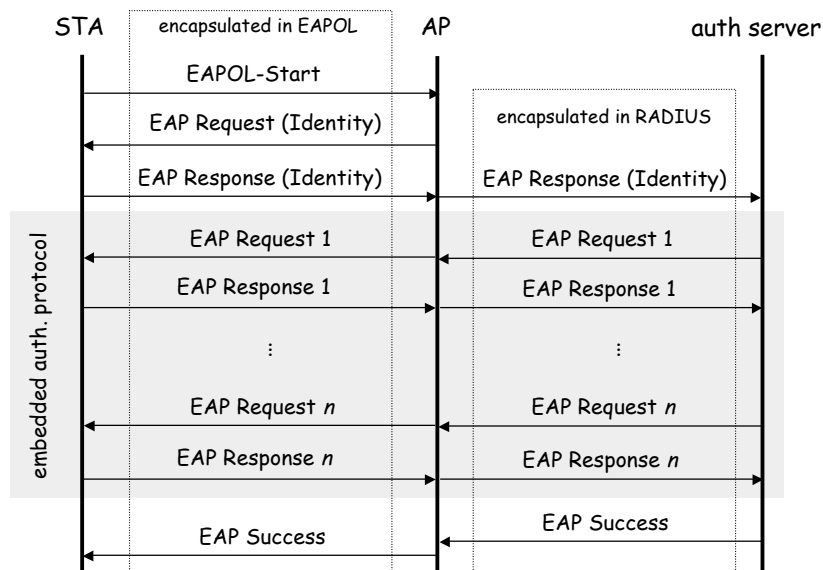 STA
encapsulated in EAPOL
AP
auth server
EAPOL-Start
EAP Request (Identity)
encapsulated in RADIUS
EAP Response (Identity)
EAP Response (Identity)
embedded auth. protocol
EAP Request 1
EAP Request 1
EAP Response 1
EAP Response 1
...
...
EAP Request n
EAP Request n
EAP Response n
EAP Response n
EAP Success
EAP Success